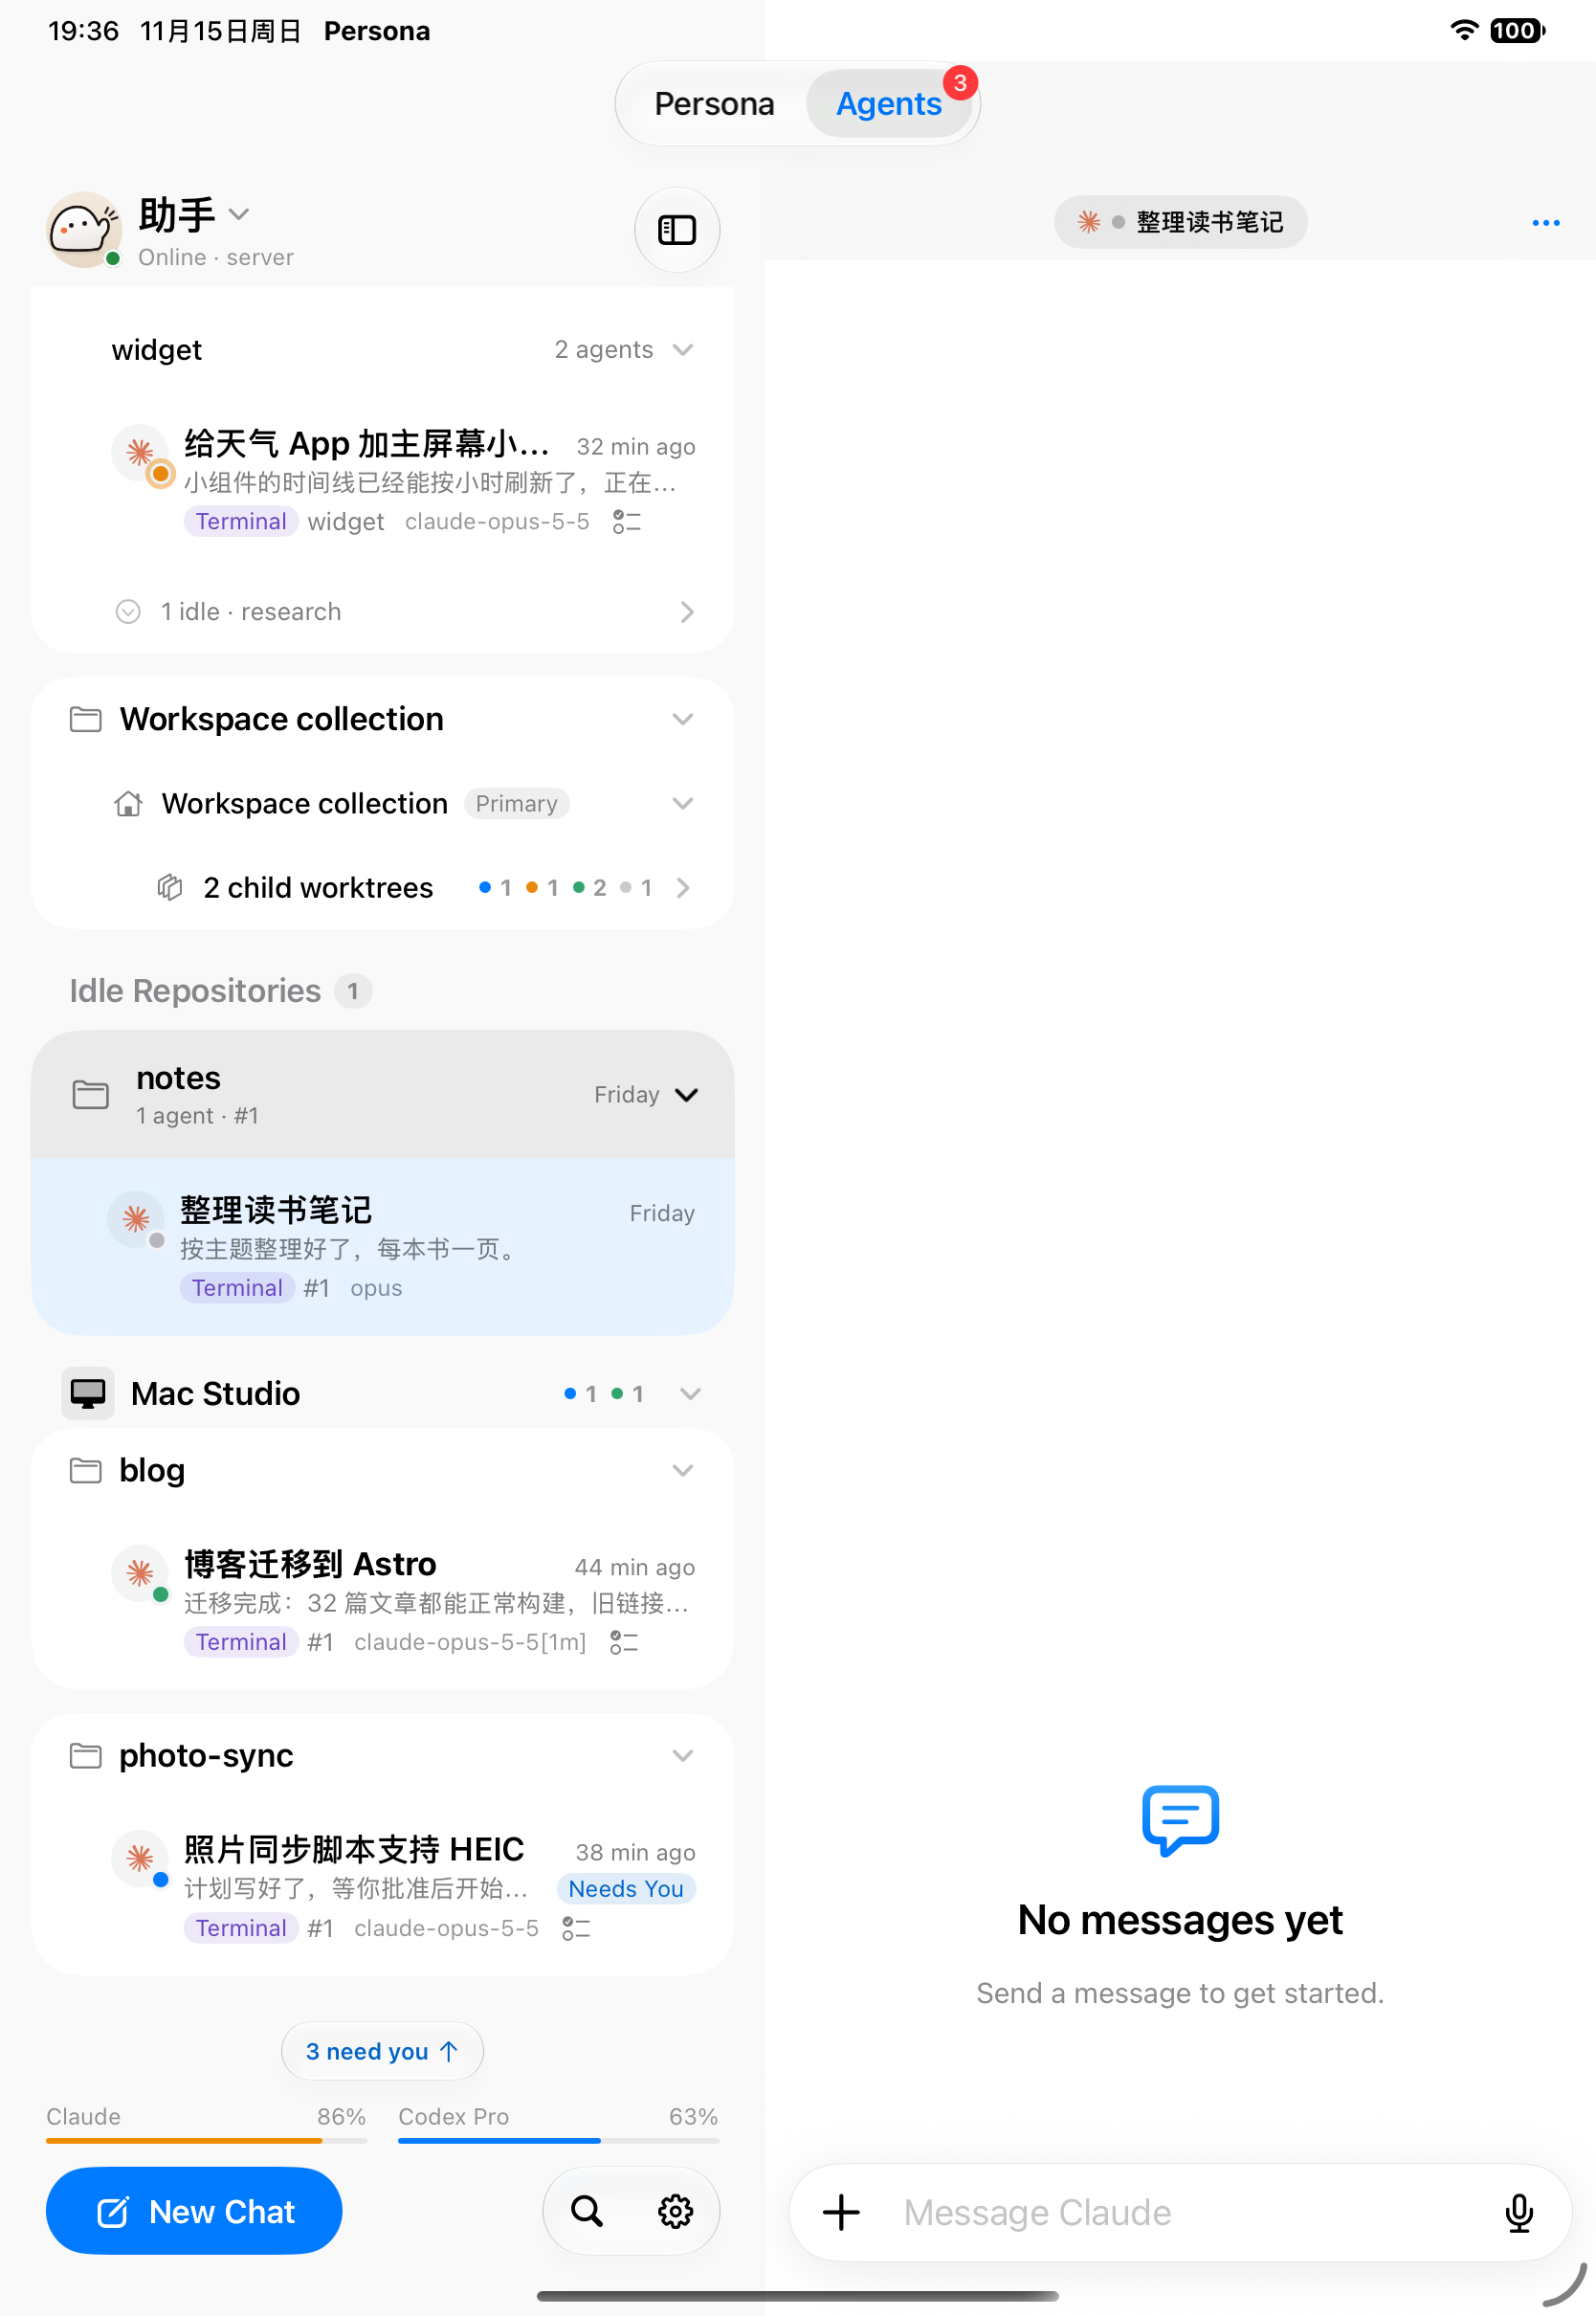 19:36 11月15日周日 Persona
100
Persona
Agents
3
助手
Online · server
整理读书笔记
widget
2 agents
给天气 App 加主屏幕小...
32 min ago
小组件的时间线已经能按小时刷新了，正在...
Terminal widget claude-opus-5-5
1 idle · research
Workspace collection
Workspace collection Primary
2 child worktrees
1 1 2 1
Idle Repositories 1
notes
Friday
1 agent · #1
整理读书笔记
Friday
按主题整理好了，每本书一页。
Terminal #1 opus
Mac Studio
1 1
blog
博客迁移到 Astro
44 min ago
迁移完成：32 篇文章都能正常构建，旧链接...
Terminal #1 claude-opus-5-5[1m]
photo-sync
照片同步脚本支持 HEIC
38 min ago
计划写好了，等你批准后开始...
Needs You
Terminal #1 claude-opus-5-5
No messages yet
Send a message to get started.
3 need you ↑
Claude 86%
Codex Pro 63%
New Chat
Message Claude